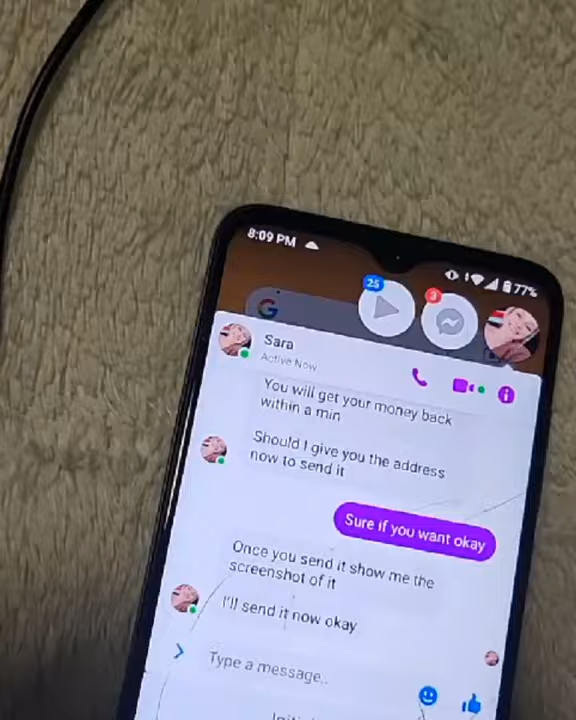 8:09 PM
77%
25
3
G
Sara
Active Now
You will get your money back
within a min
Should I give you the address
now to send it
Sure if you want okay
Once you send it show me the
screenshot of it
I'll send it now okay
Type a message..